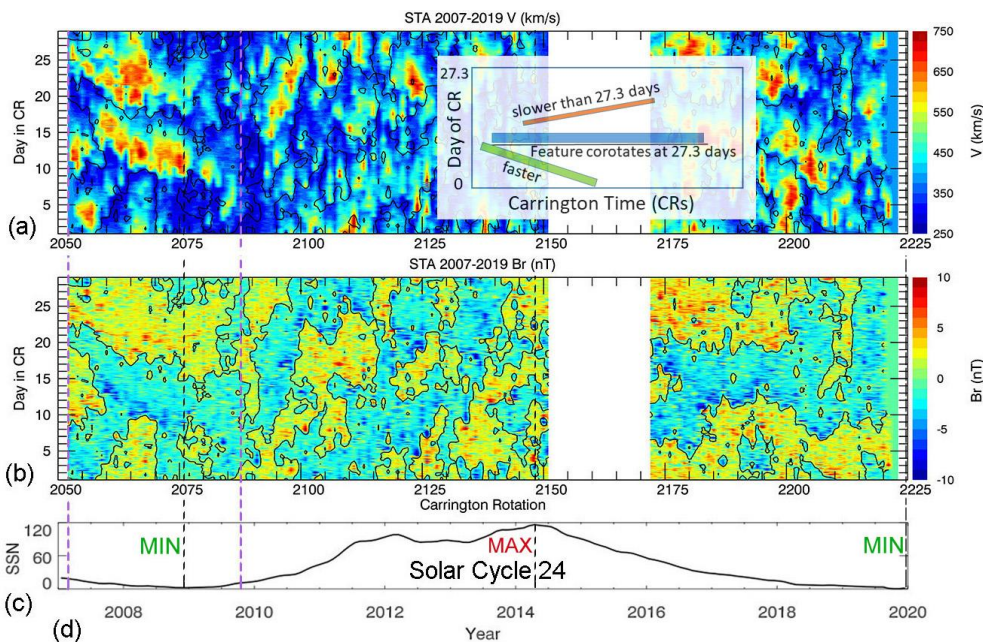 STA 2007-2019 V (km/s)
Day in CR
25
20
15
10
5
(a)
2050
2075
2100
2125
2150
2175
2200
2225
27.3
Day of CR
0
slower than 27.3 days
Feature corotates at 27.3 days
faster
Carrington Time (CRs)
750
650
550
450
350
250
V (km/s)
STA 2007-2019 Br (nT)
Day in CR
25
20
15
10
5
(b)
2050
2075
2100
2125
2150
2175
2200
2225
Carrington Rotation
10
5
0
-5
-10
Br (nT)
SSN
120
60
0
MIN
MAX
MIN
Solar Cycle 24
(c)
2008
2010
2012
2014
2016
2018
2020
(d)
Year